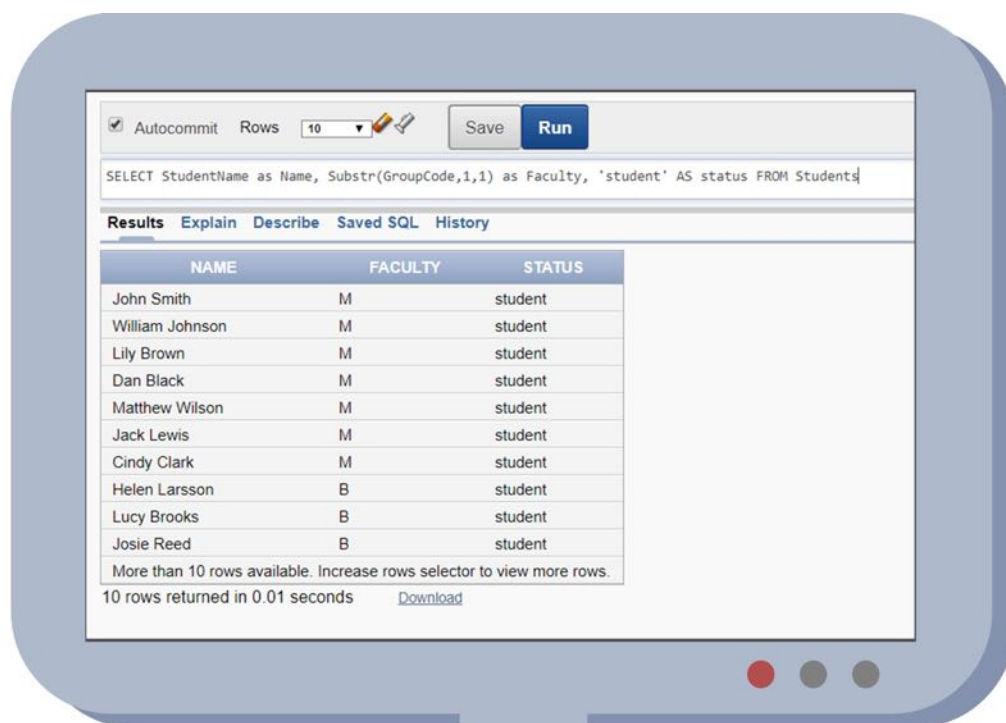 Autocommit Rows 10 Save Run
SELECT StudentName as Name, Substr(GroupCode,1,1) as Faculty, 'student' AS status FROM Students
Results Explain Describe Saved SQL History
NAME FACULTY STATUS
John Smith M student
William Johnson M student
Lily Brown M student
Dan Black M student
Matthew Wilson M student
Jack Lewis M student
Cindy Clark M student
Helen Larsson B student
Lucy Brooks B student
Josie Reed B student
More than 10 rows available. Increase rows selector to view more rows.
10 rows returned in 0.01 seconds Download